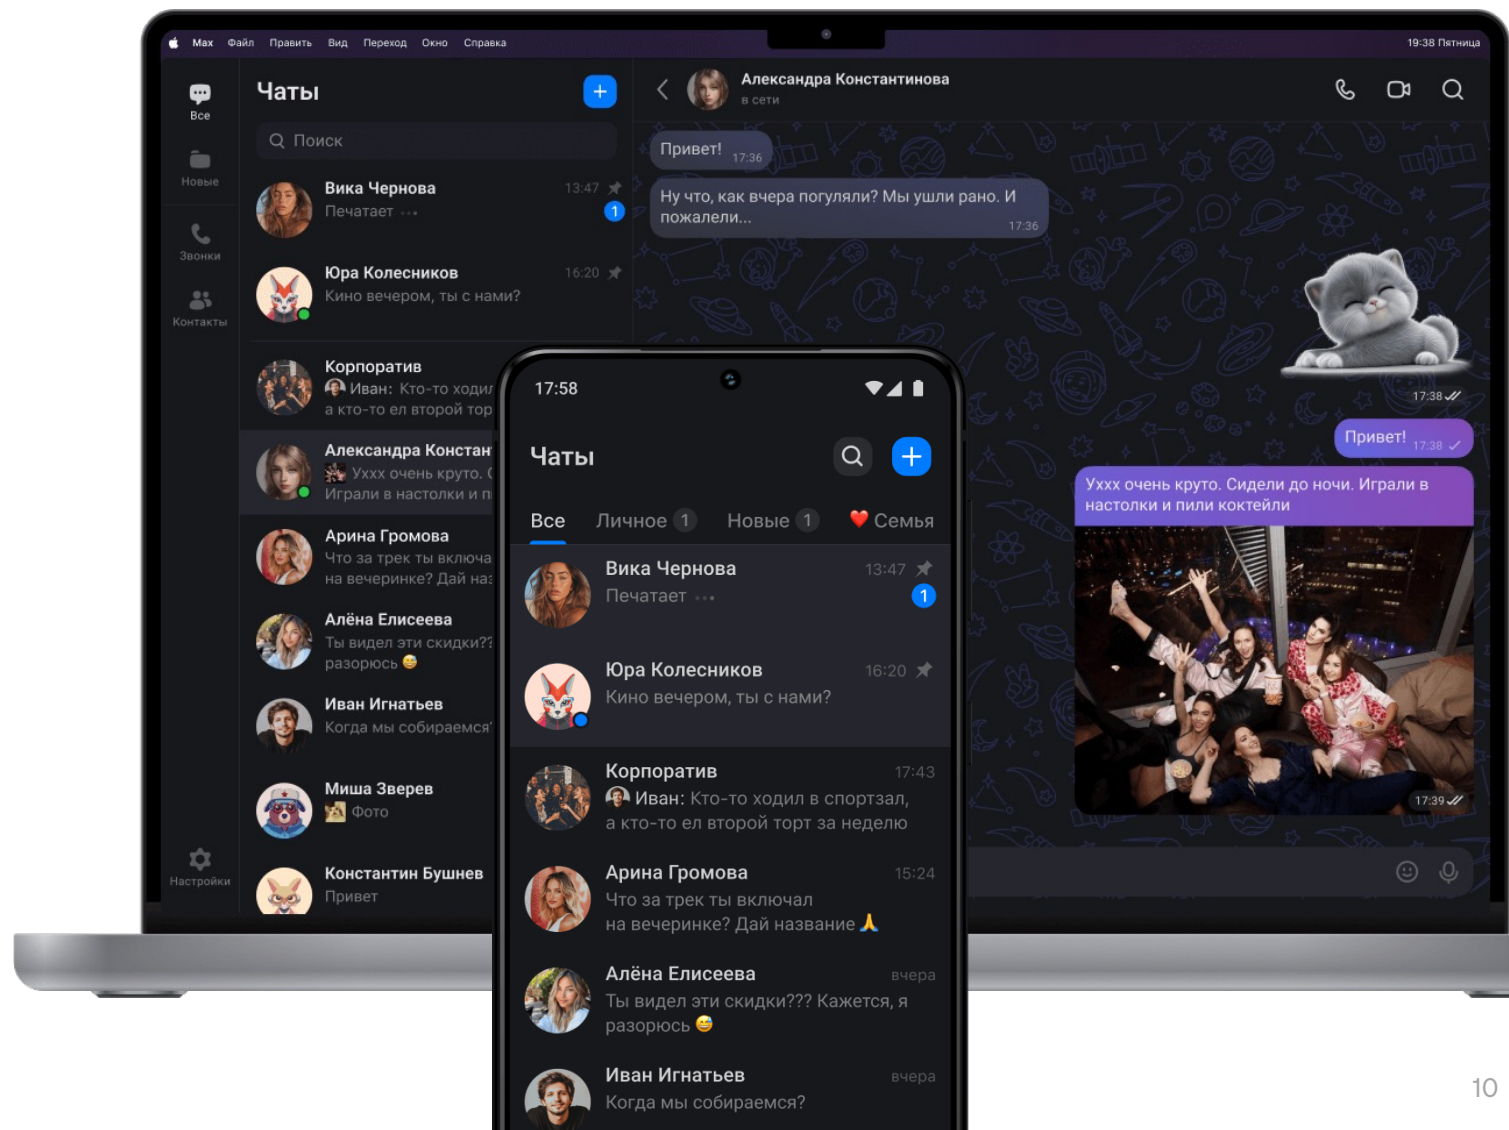 Max Файл Править Вид Переход Окно Справка
19:38 Пятница
Все
Новые
Звонки
Контакты
Настройки
Чаты
Поиск
Вика Чернова 13:47
Печатает
1
Юра Колесников 16:20
Кино вечером, ты с нами?
Корпоратив
Иван: Кто-то ходил
а кто-то ел второй тор
Александра Констан
Уххх очень круто.
Играли в настолки и п
Арина Громова
Что за трек ты включа
на вечеринке? Дай наз
Алёна Елисеева
Ты видел эти скидки??
разорюсь 😅
Иван Игнатьев
Когда мы собираемся
Миша Зверев
Фото
Константин Бушнев
Привет
Александра Константинова
в сети
Привет! 17:36
Ну что, как вчера погуляли? Мы ушли рано. И
пожалели...
17:36
17:38
Привет! 17:38
Уххх очень круто. Сидели до ночи. Играли в
настолки и пили коктейли
17:39
17:58
Чаты
Все Личное 1 Новые 1 ❤️ Семья
Вика Чернова 13:47
Печатает
1
Юра Колесников 16:20
Кино вечером, ты с нами?
Корпоратив 17:43
Иван: Кто-то ходил в спортзал,
а кто-то ел второй торт за неделю
Арина Громова 15:24
Что за трек ты включал
на вечеринке? Дай название 🙏
Алёна Елисеева вчера
Ты видел эти скидки??? Кажется, я
разорюсь 😅
Иван Игнатьев вчера
Когда мы собираемся?
10